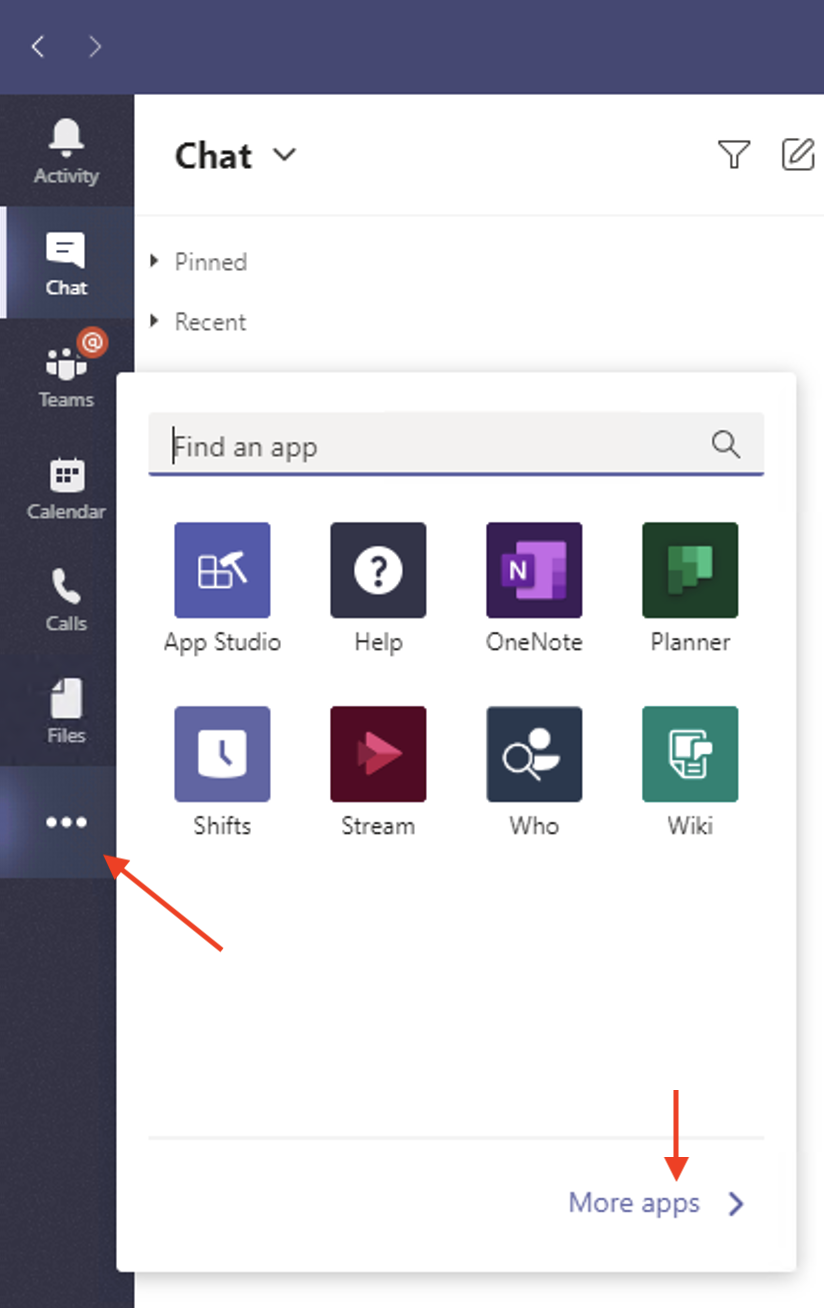 Activity
Chat
Teams
Calendar
Calls
Files
Chat
Pinned
Recent
Find an app
App Studio Help OneNote Planner
Shifts Stream Who Wiki
More apps